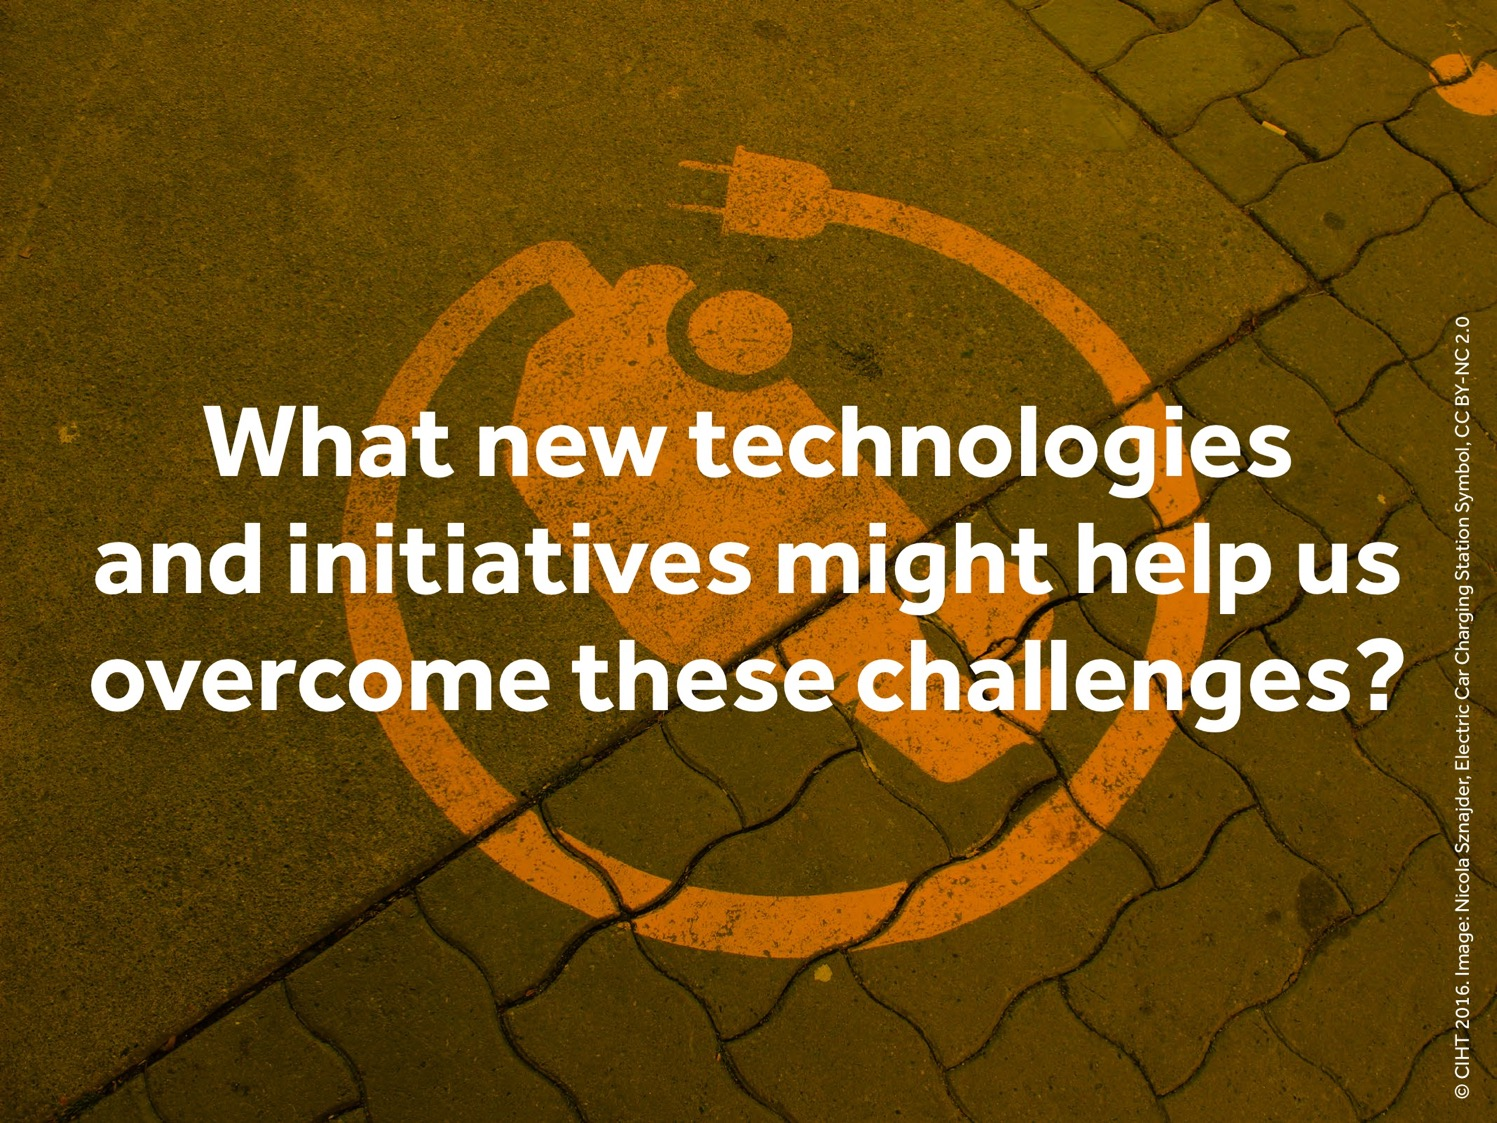 What new technologies
and initiatives might help us
overcome these challenges?
© CIHT 2016. Image: Nicola Sznajder, Electric Car Charging Station Symbol, CC BY-NC 2.0